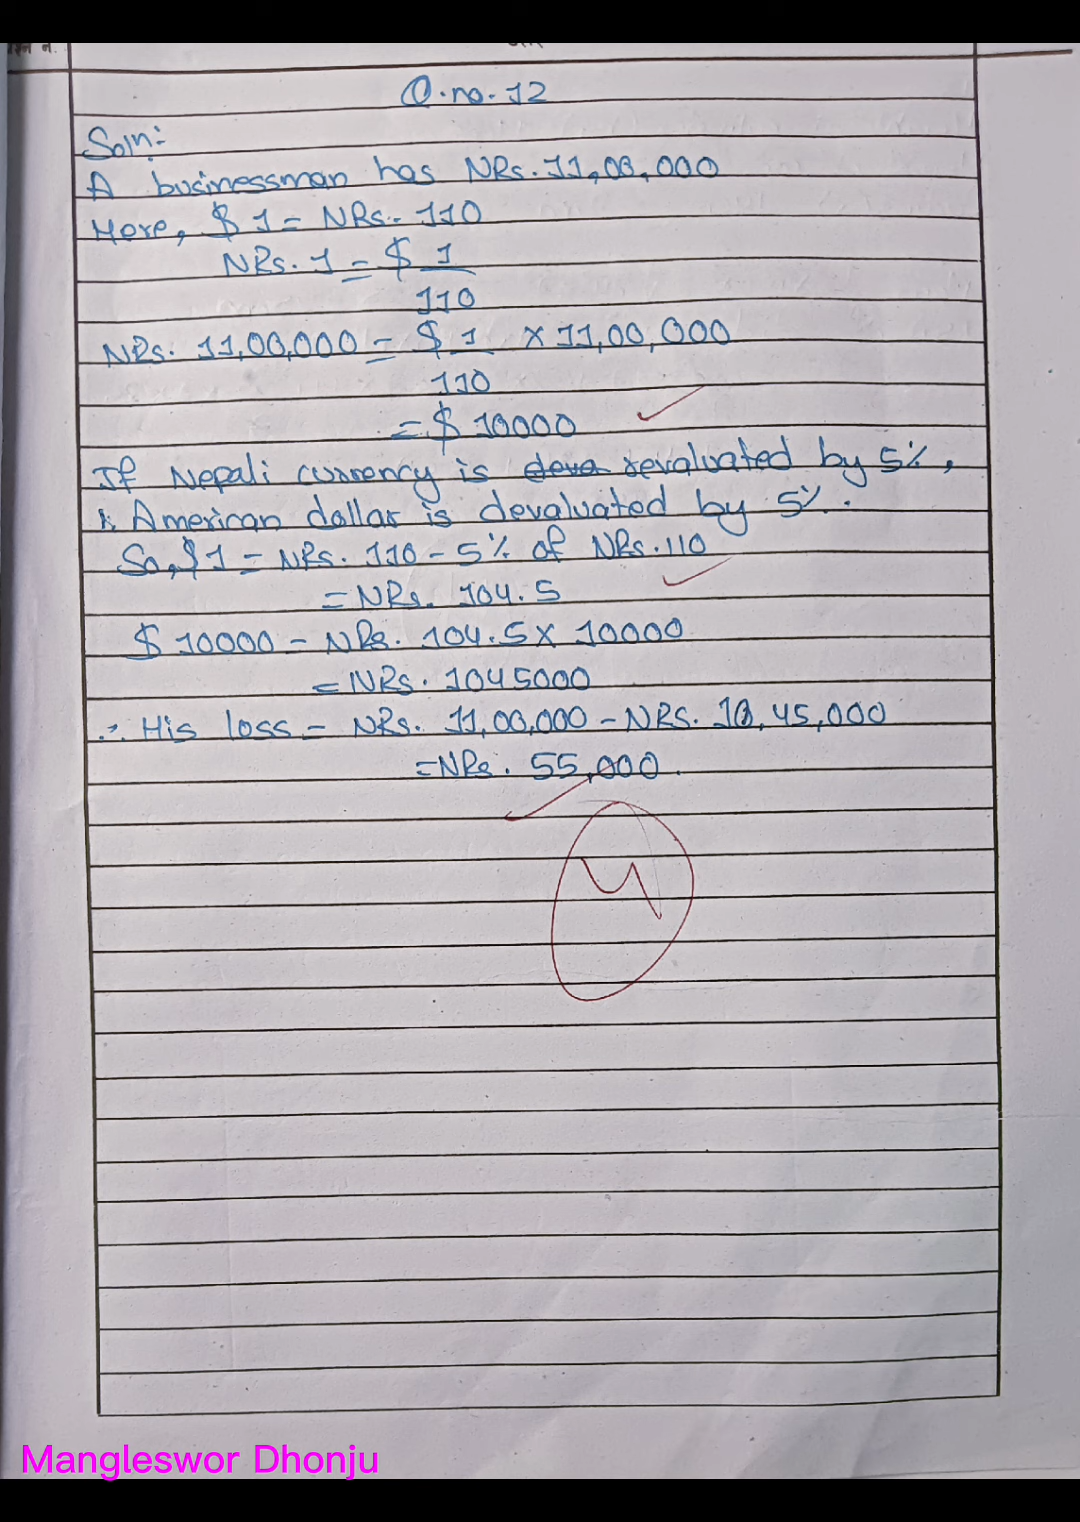 Q.no.12
Soln:
A businessman has NRs. 11,00,000
Here, $ 1 = NRs. 110
NRs. 1 = $ 1
110
NRs. 11,00,000 = $ 1 × 11,00,000
110
= $ 10000
If Nepali currency is deva revaluated by 5%,
American dollar is devaluated by 5%.
So, $ 1 = NRs. 110 - 5% of NRs. 110
= NRs. 104.5
$ 10000 = NRs. 104.5 × 10000
= NRs. 1045000
∴ His loss = NRs. 11,00,000 - NRs. 10,45,000
= NRs. 55,000.
4
Mangleswor Dhonju